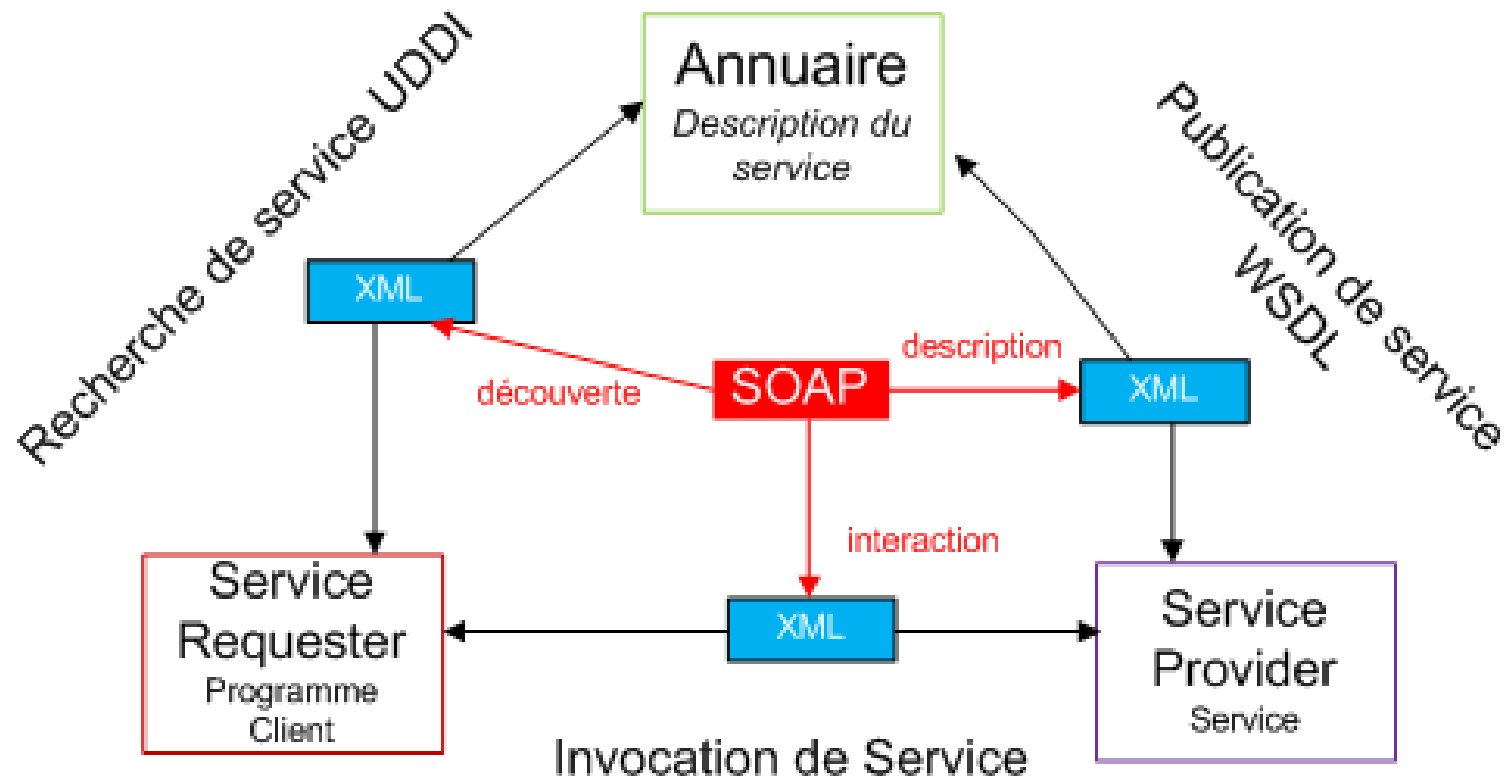 Recherche de service UDDI
Annuaire
Description du
service
Publication de service
WSDL
XML
découverte
SOAP
description
XML
interaction
Service
Requester
Programme
Client
XML
Service
Provider
Service
Invocation de Service